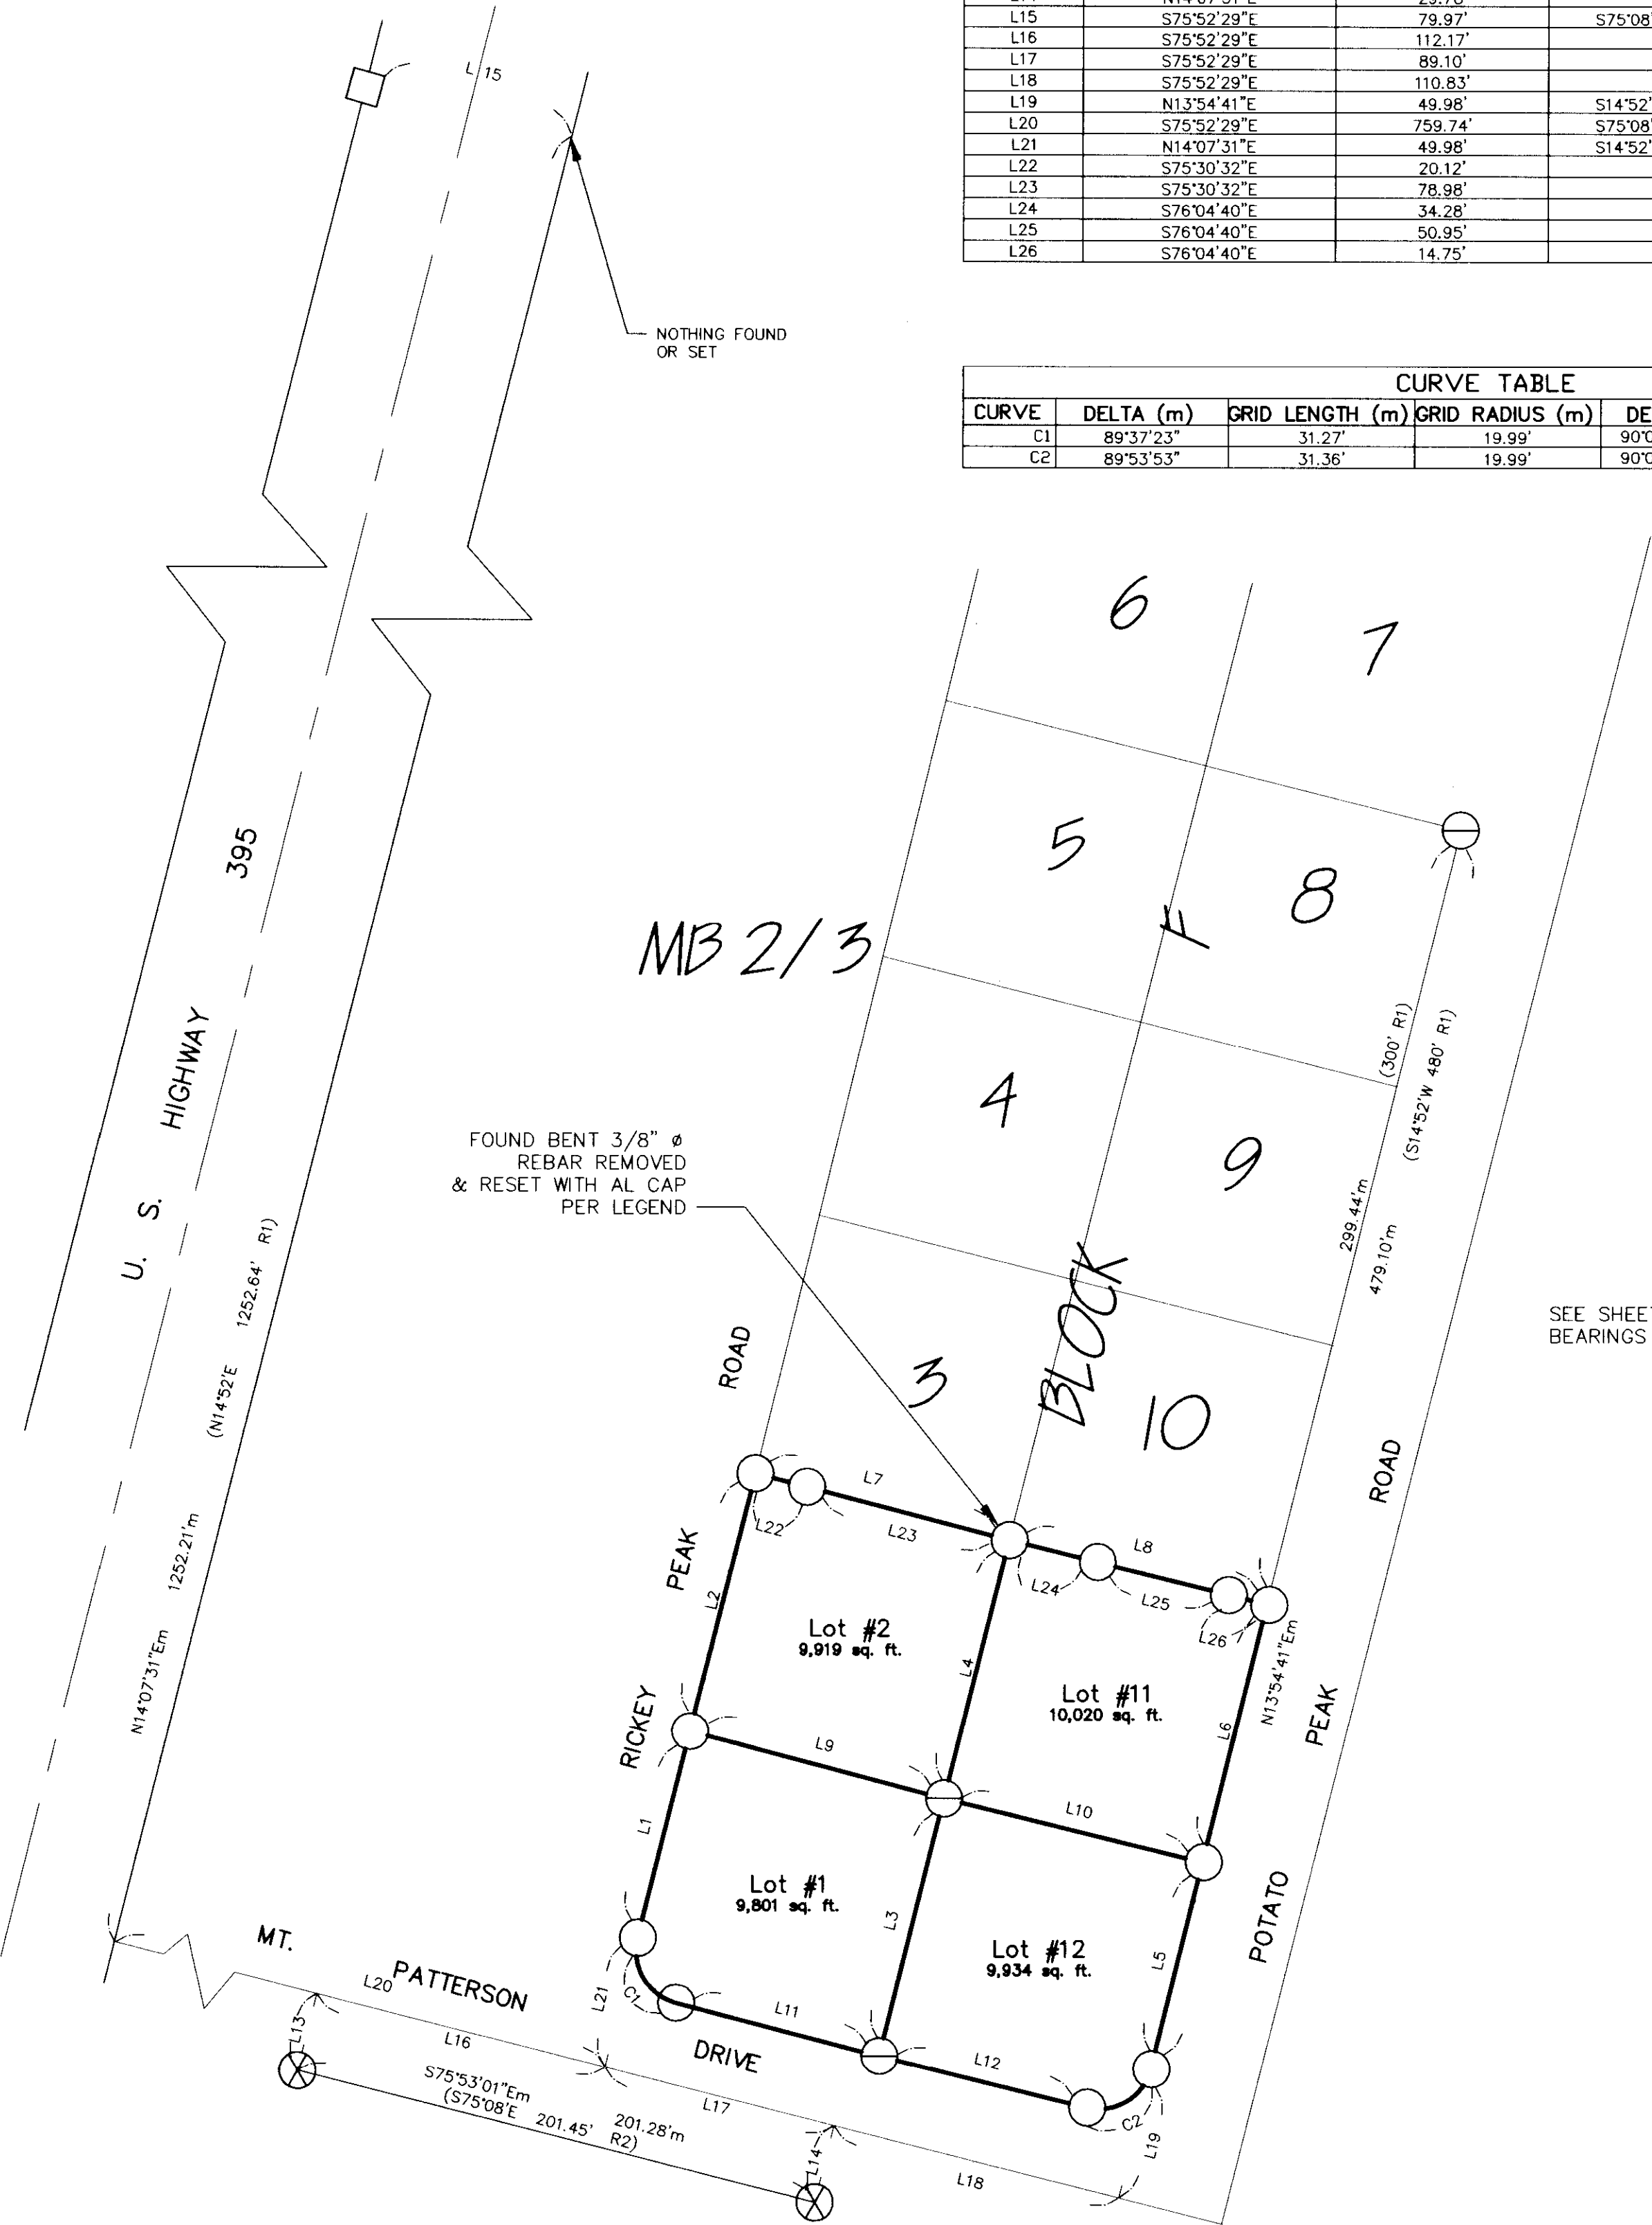 L15 S75°52'29"E 79.97' S75°08'
L16 S75°52'29"E 112.17'
L17 S75°52'29"E 89.10'
L18 S75°52'29"E 110.83'
L19 N13°54'41"E 49.98' S14°52'
L20 S75°52'29"E 759.74' S75°08'
L21 N14°07'31"E 49.98' S14°52'
L22 S75°30'32"E 20.12'
L23 S75°30'32"E 78.98'
L24 S76°04'40"E 34.28'
L25 S76°04'40"E 50.95'
L26 S76°04'40"E 14.75'
L15
NOTHING FOUND
OR SET
CURVE TABLE
CURVE DELTA (m) GRID LENGTH (m) GRID RADIUS (m) DE
C1 89°37'23" 31.27' 19.99' 90°0
C2 89°53'53" 31.36' 19.99' 90°0
6
7
5
8
F
MB 2/3
4
9
BLOCK
3
10
U. S. HIGHWAY 395
(N14°52'E 1252.64' R1)
N14°07'31"Em 1252.21'm
FOUND BENT 3/8" ø
REBAR REMOVED
& RESET WITH AL CAP
PER LEGEND
(300' R1)
(S14°52'W 480' R1)
299.44'm
479.10'm
SEE SHEE
BEARINGS
RICKEY PEAK ROAD
POTATO PEAK ROAD
N13°54'41"Em
L7
L22
L23
L8
L24
L25
L26
L2
Lot #2
9,919 sq. ft.
L4
Lot #11
10,020 sq. ft.
L6
L9
L10
L1
Lot #1
9,801 sq. ft.
L3
Lot #12
9,934 sq. ft.
L5
L21
C1
L11
L12
C2
L19
MT. PATTERSON DRIVE
L20
L13
L16
L17
L14
L18
S75°53'01"Em 201.28'm
(S75°08'E 201.45' R2)